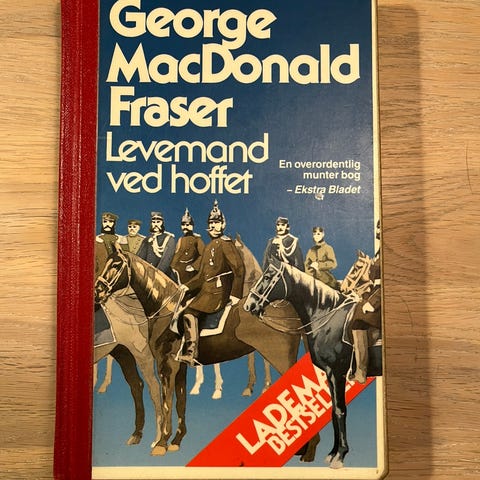 George
MacDonald
Fraser
Levemand
ved hoffet
En overordentlig
munter bog
– Ekstra Bladet